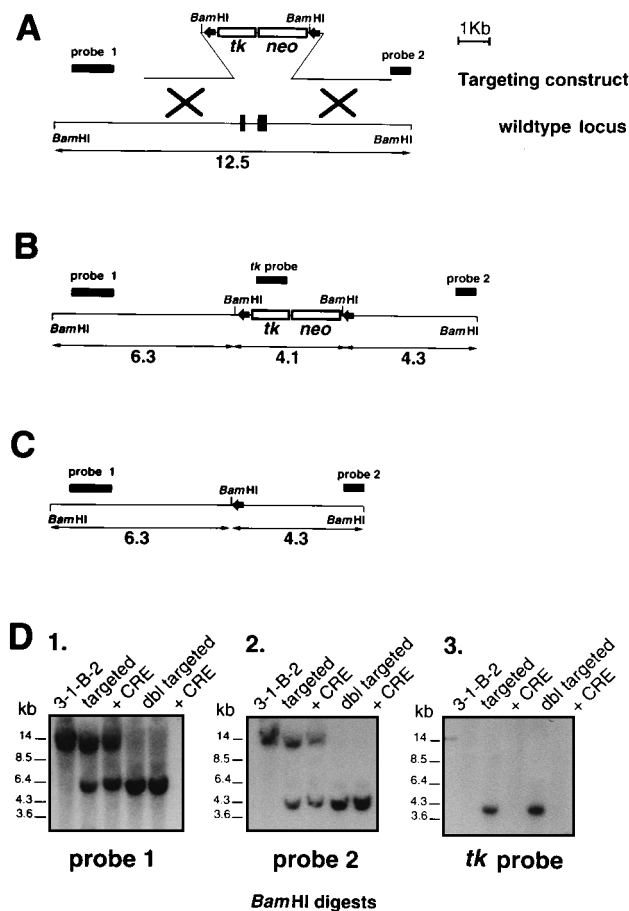 A
BamHI BamHI
tk neo
probe 1
probe 2
1Kb
Targeting construct
wildtype locus
BamHI BamHI
12.5
B
probe 1
tk probe
probe 2
BamHI BamHI
tk neo
BamHI BamHI
6.3 4.1 4.3
C
probe 1
probe 2
BamHI
BamHI BamHI
6.3 4.3
D
1.
3-1-B-2 targeted + CRE dbl targeted + CRE
kb
14
8.5
6.4
4.3
3.6
probe 1
2.
3-1-B-2 targeted + CRE dbl targeted + CRE
kb
14
8.5
6.4
4.3
3.6
probe 2
3.
3-1-B-2 targeted + CRE dbl targeted + CRE
kb
14
8.5
6.4
4.3
3.6
tk probe
BamHI digests